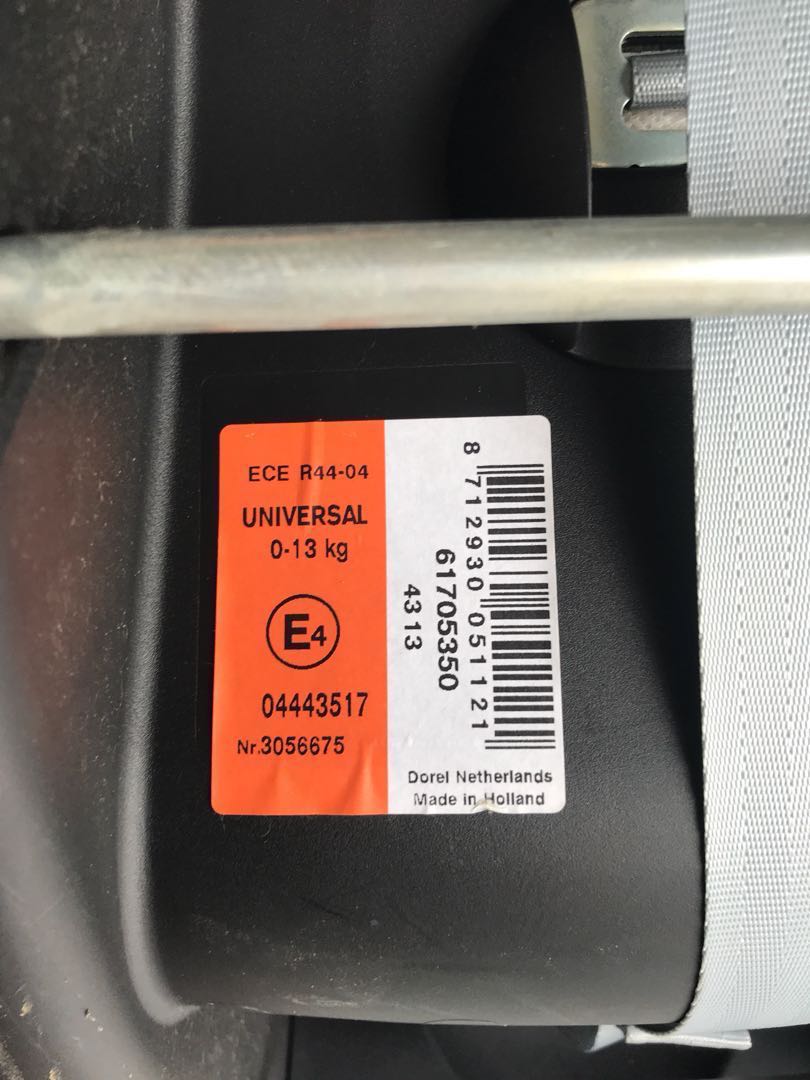 ECE R44-04
UNIVERSAL
0-13 kg
E4
04443517
Nr.3056675
8 712930 051121
61705350
4313
Dorel Netherlands
Made in Holland